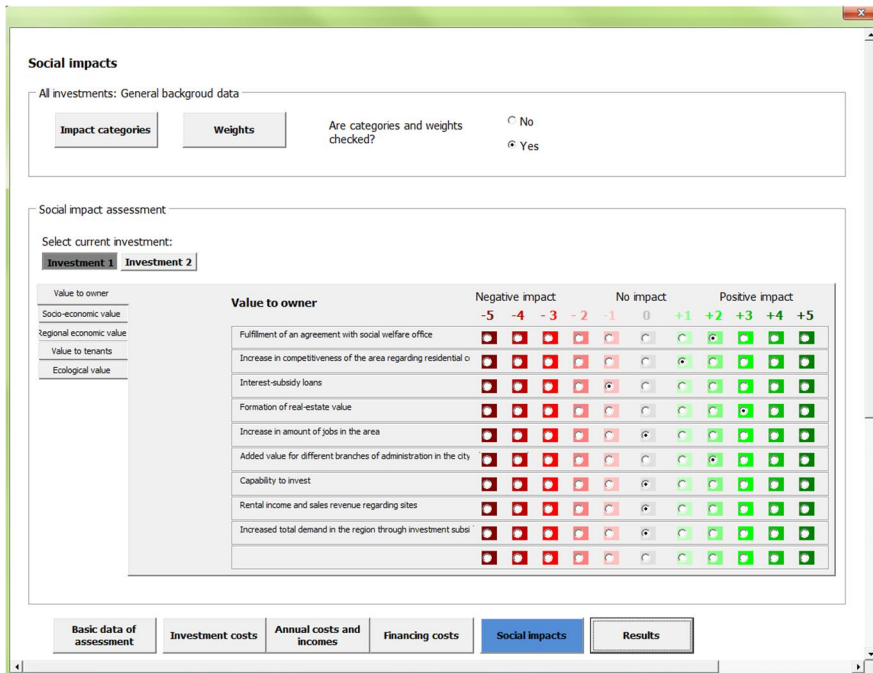 Social impacts
All investments: General backgroud data
Impact categories
Weights
Are categories and weights
checked?
No
Yes
Social impact assessment
Select current investment:
Investment 1
Investment 2
Value to owner
Socio-economic value
Regional economic value
Value to tenants
Ecological value
Value to owner
Negative impact No impact Positive impact
-5 -4 - 3 - 2 -1 0 +1 +2 +3 +4 +5
Fulfillment of an agreement with social welfare office
Increase in competitiveness of the area regarding residential c
Interest-subsidy loans
Formation of real-estate value
Increase in amount of jobs in the area
Added value for different branches of administration in the city
Capability to invest
Rental income and sales revenue regarding sites
Increased total demand in the region through investment subsi
Basic data of
assessment
Investment costs
Annual costs and
incomes
Financing costs
Social impacts
Results